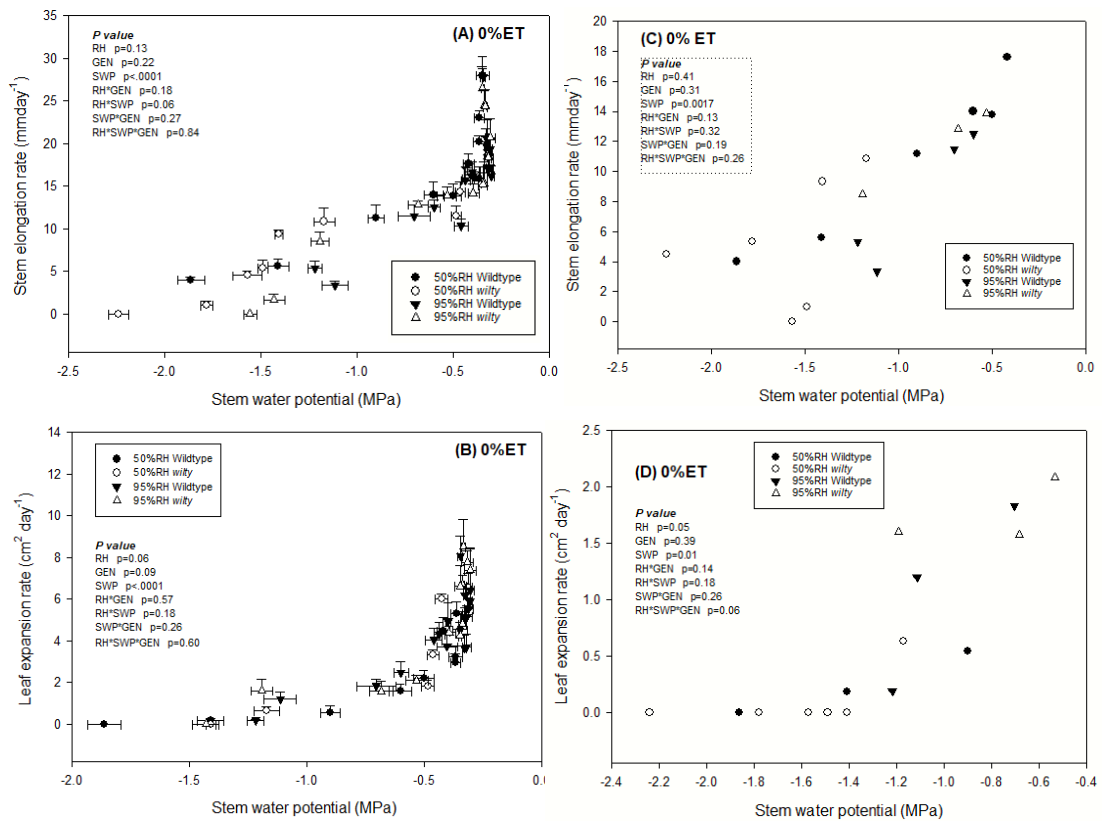 (A) 0%ET
P value
RH p=0.13
GEN p=0.22
SWP p<.0001
RH*GEN p=0.18
RH*SWP p=0.06
SWP*GEN p=0.27
RH*SWP*GEN p=0.84
Stem elongation rate (mmday-1)
35
30
25
20
15
10
5
0
50%RH Wildtype
50%RH wilty
95%RH Wildtype
95%RH wilty
-2.5 -2.0 -1.5 -1.0 -0.5 0.0
Stem water potential (MPa)
(C) 0% ET
P value
RH p=0.41
GEN p=0.31
SWP p=0.0017
RH*GEN p=0.13
RH*SWP p=0.32
SWP*GEN p=0.19
RH*SWP*GEN p=0.26
Stem elongation rate (mmday-1)
20
18
16
14
12
10
8
6
4
2
0
50%RH Wildtype
50%RH wilty
95%RH Wildtype
95%RH wilty
-2.5 -2.0 -1.5 -1.0 -0.5 0.0
Stem water potential (MPa)
(B) 0%ET
50%RH Wildtype
50%RH wilty
95%RH Wildtype
95%RH wilty
P value
RH p=0.06
GEN p=0.09
SWP p<.0001
RH*GEN p=0.57
RH*SWP p=0.18
SWP*GEN p=0.26
RH*SWP*GEN p=0.60
Leaf expansion rate (cm2 day-1)
14
12
10
8
6
4
2
0
-2.0 -1.5 -1.0 -0.5 0.0
Stem water potential (MPa)
50%RH Wildtype
50%RH wilty
95%RH Wildtype
95%RH wilty
(D) 0%ET
P value
RH p=0.05
GEN p=0.39
SWP p=0.01
RH*GEN p=0.14
RH*SWP p=0.18
SWP*GEN p=0.26
RH*SWP*GEN p=0.06
Leaf expansion rate (cm2 day-1)
2.5
2.0
1.5
1.0
0.5
0.0
-2.6 -2.4 -2.2 -2.0 -1.8 -1.6 -1.4 -1.2 -1.0 -0.8 -0.6 -0.4
Stem water potential (MPa)